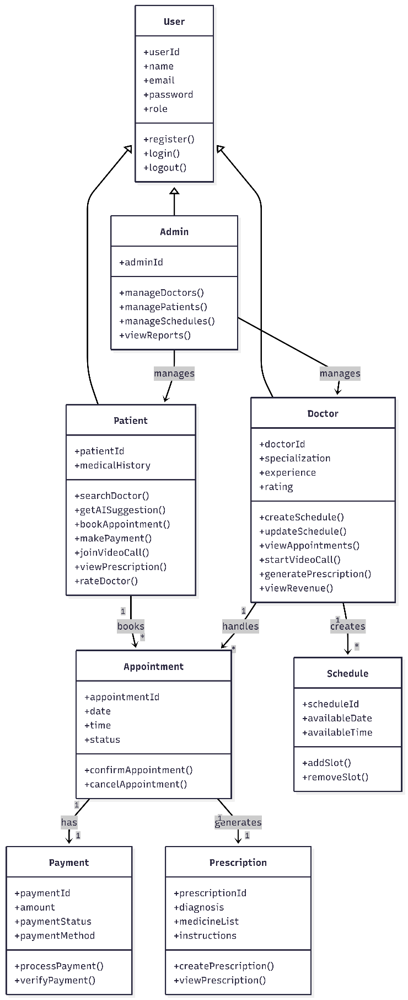 User
+userId
+name
+email
+password
+role
+register()
+login()
+logout()
Admin
+adminId
+manageDoctors()
+managePatients()
+manageSchedules()
+viewReports()
manages
manages
Patient
+patientId
+medicalHistory
+searchDoctor()
+getAISuggestion()
+bookAppointment()
+makePayment()
+joinVideoCall()
+viewPrescription()
+rateDoctor()
Doctor
+doctorId
+specialization
+experience
+rating
+createSchedule()
+updateSchedule()
+viewAppointments()
+startVideoCall()
+generatePrescription()
+viewRevenue()
1
books
*
1
handles
*
1
creates
*
Appointment
+appointmentId
+date
+time
+status
+confirmAppointment()
+cancelAppointment()
Schedule
+scheduleId
+availableDate
+availableTime
+addSlot()
+removeSlot()
1
has
1
1
generates
1
Payment
+paymentId
+amount
+paymentStatus
+paymentMethod
+processPayment()
+verifyPayment()
Prescription
+prescriptionId
+diagnosis
+medicineList
+instructions
+createPrescription()
+viewPrescription()